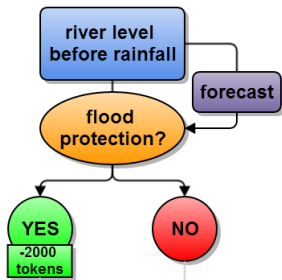 river level
before rainfall
forecast
flood
protection?
YES
NO
-2000
tokens